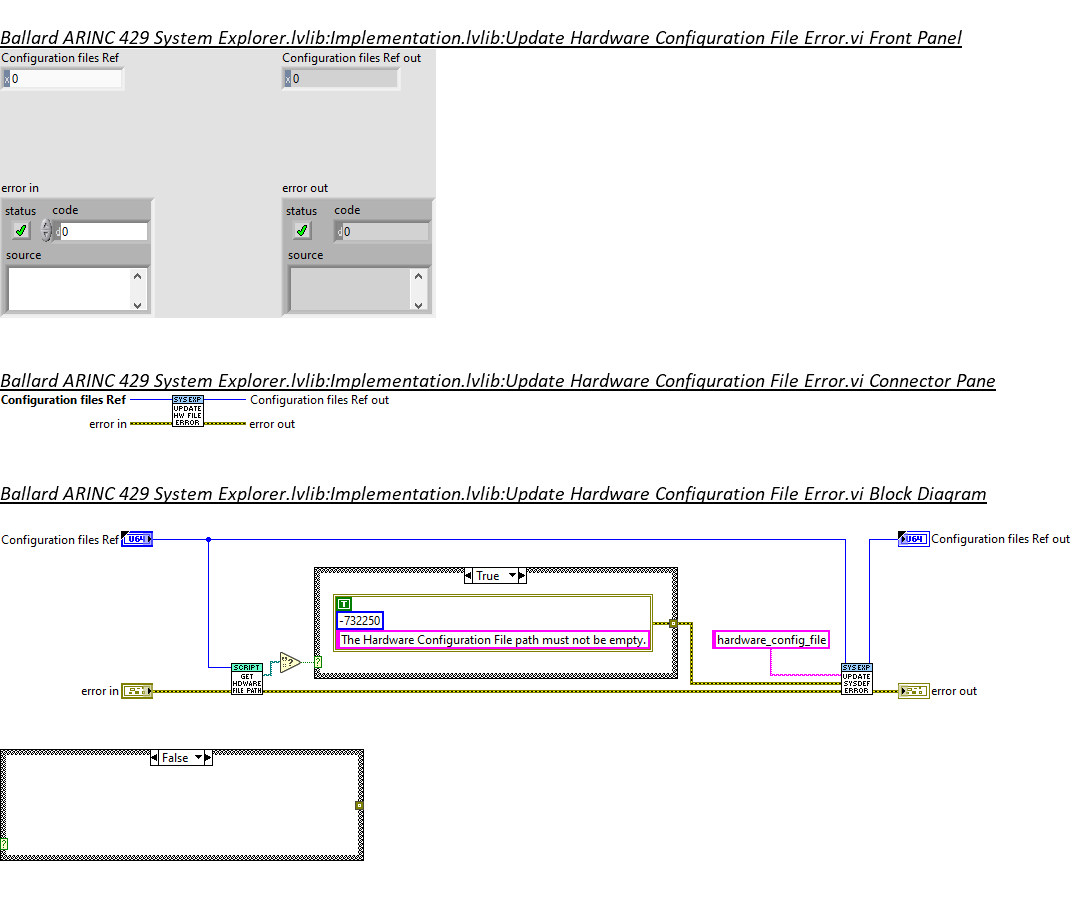 Ballard ARINC 429 System Explorer.lvlib:Implementation.lvlib:Update Hardware Configuration File Error.vi Front Panel
Configuration files Ref
Configuration files Ref out
x 0
x 0
error in
error out
status code
status code
d 0
d 0
source
source
Ballard ARINC 429 System Explorer.lvlib:Implementation.lvlib:Update Hardware Configuration File Error.vi Connector Pane
Configuration files Ref
SYS EXP
UPDATE
HW FILE
ERROR
Configuration files Ref out
error in
error out
Ballard ARINC 429 System Explorer.lvlib:Implementation.lvlib:Update Hardware Configuration File Error.vi Block Diagram
Configuration files Ref
U64
U64
Configuration files Ref out
True
T
-732250
The Hardware Configuration File path must not be empty.
hardware_config_file
?
?
SCRIPT
GET
HDWARE
FILE PATH
SYS EXP
UPDATE
SYSDEF
ERROR
error in
error out
False
?